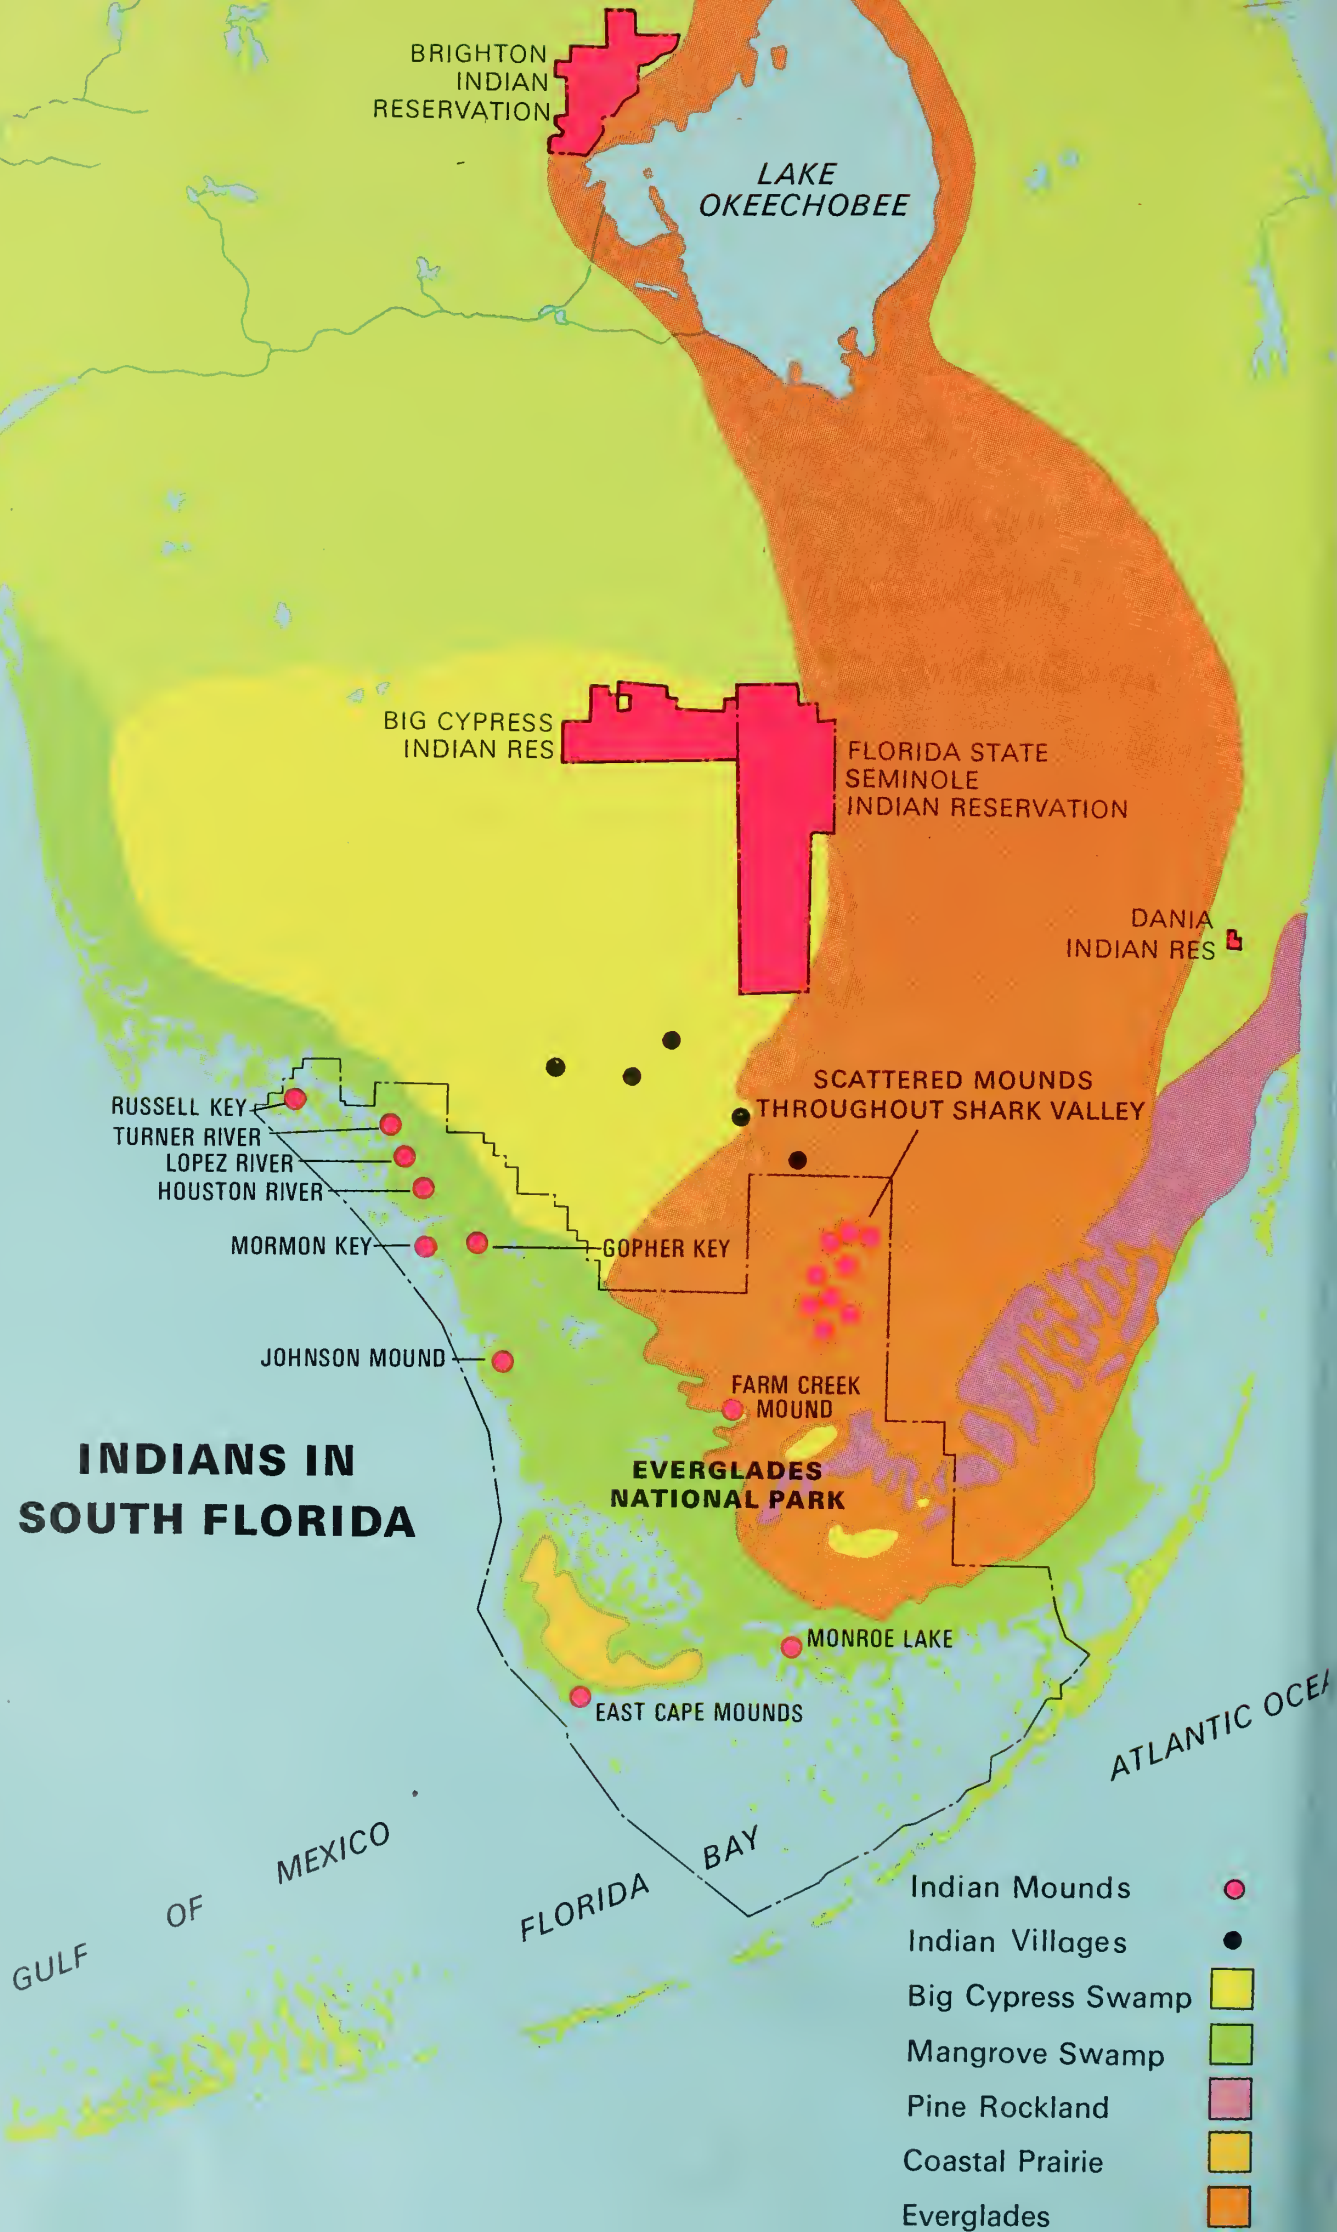 BRIGHTON
INDIAN
RESERVATION
LAKE
OKEECHOBEE
BIG CYPRESS
INDIAN RES
FLORIDA STATE
SEMINOLE
INDIAN RESERVATION
DANIA
INDIAN RES
SCATTERED MOUNDS
THROUGHOUT SHARK VALLEY
RUSSELL KEY
TURNER RIVER
LOPEZ RIVER
HOUSTON RIVER
MORMON KEY
GOPHER KEY
JOHNSON MOUND
FARM CREEK
MOUND
INDIANS IN
SOUTH FLORIDA
EVERGLADES
NATIONAL PARK
MONROE LAKE
EAST CAPE MOUNDS
ATLANTIC OCEA
GULF OF MEXICO
FLORIDA BAY
Indian Mounds
Indian Villages
Big Cypress Swamp
Mangrove Swamp
Pine Rockland
Coastal Prairie
Everglades